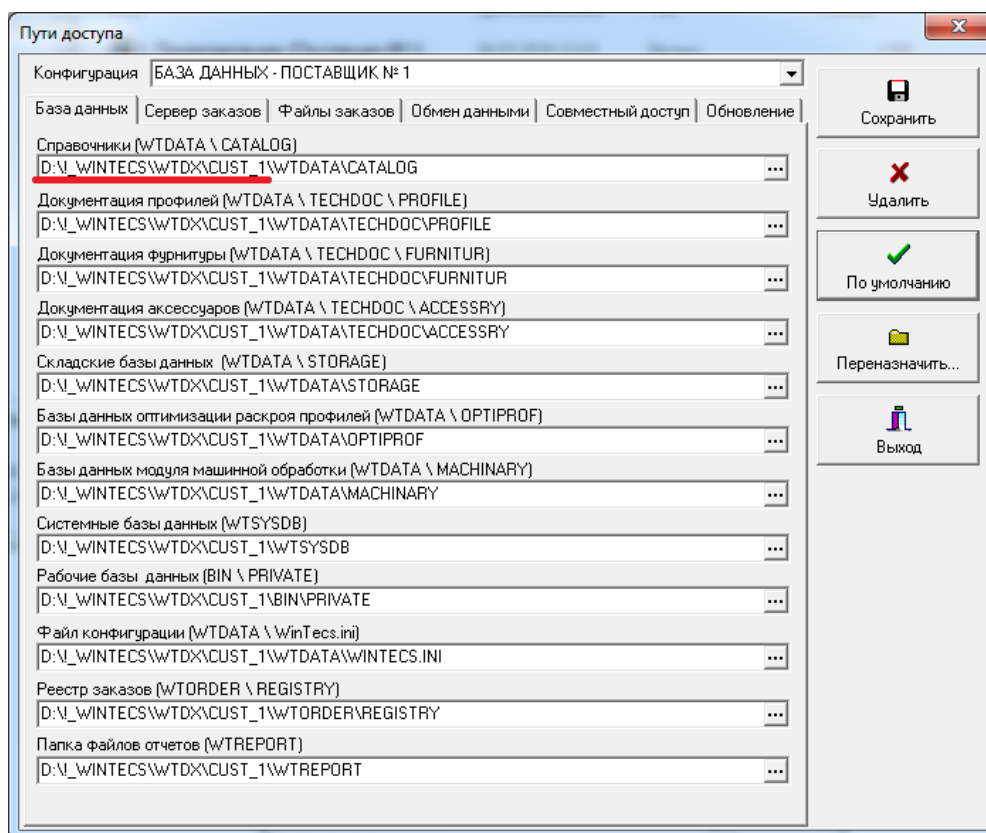 Пути доступа
Конфигурация БАЗА ДАННЫХ - ПОСТАВЩИК № 1
База данных Сервер заказов Файлы заказов Обмен данными Совместный доступ Обновление
Справочники (WTDATA \ CATALOG)
D:\!_WINTECS\WTDX\CUST_1\WTDATA\CATALOG ...
Документация профилей (WTDATA \ TECHDOC \ PROFILE)
D:\!_WINTECS\WTDX\CUST_1\WTDATA\TECHDOC\PROFILE ...
Документация фурнитуры (WTDATA \ TECHDOC \ FURNITUR)
D:\!_WINTECS\WTDX\CUST_1\WTDATA\TECHDOC\FURNITUR ...
Документация аксессуаров (WTDATA \ TECHDOC \ ACCESSRY)
D:\!_WINTECS\WTDX\CUST_1\WTDATA\TECHDOC\ACCESSRY ...
Складские базы данных (WTDATA \ STORAGE)
D:\!_WINTECS\WTDX\CUST_1\WTDATA\STORAGE ...
Базы данных оптимизации раскроя профилей (WTDATA \ OPTIPROF)
D:\!_WINTECS\WTDX\CUST_1\WTDATA\OPTIPROF ...
Базы данных модуля машинной обработки (WTDATA \ MACHINARY)
D:\!_WINTECS\WTDX\CUST_1\WTDATA\MACHINARY ...
Системные базы данных (WTSYSDB)
D:\!_WINTECS\WTDX\CUST_1\WTSYSDB ...
Рабочие базы данных (BIN \ PRIVATE)
D:\!_WINTECS\WTDX\CUST_1\BIN\PRIVATE ...
Файл конфигурации (WTDATA \ WinTecs.ini)
D:\!_WINTECS\WTDX\CUST_1\WTDATA\WINTECS.INI ...
Реестр заказов (WTORDER \ REGISTRY)
D:\!_WINTECS\WTDX\CUST_1\WTORDER\REGISTRY ...
Папка файлов отчетов (WTREPORT)
D:\!_WINTECS\WTDX\CUST_1\WTREPORT ...
Сохранить
Удалить
По умолчанию
Переназначить...
Выход